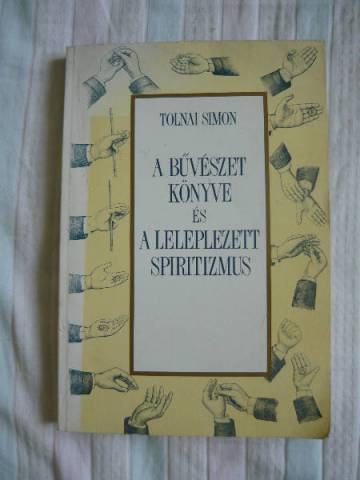 TOLNAI SIMON
A BŰVÉSZET
KÖNYVE
ÉS
A LELEPLEZETT
SPIRITIZMUS